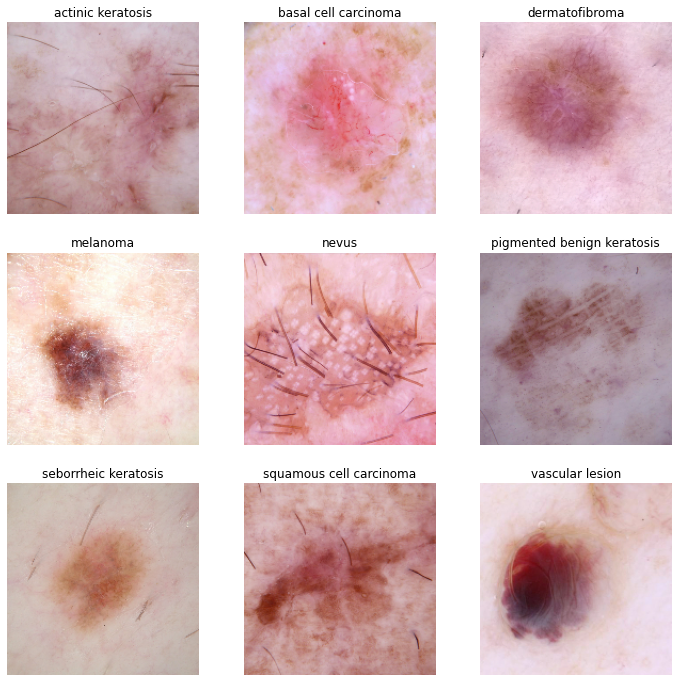 actinic keratosis
basal cell carcinoma
dermatofibroma
melanoma
nevus
pigmented benign keratosis
seborrheic keratosis
squamous cell carcinoma
vascular lesion